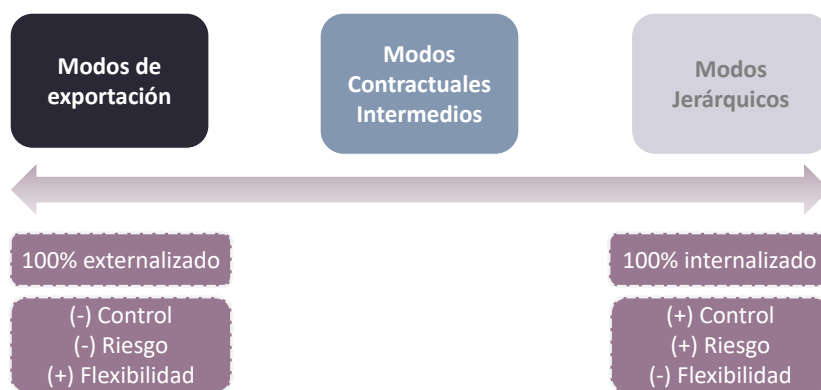 Modos de
exportación
Modos
Contractuales
Intermedios
Modos
Jerárquicos
100% externalizado
100% internalizado
(-) Control
(-) Riesgo
(+) Flexibilidad
(+) Control
(+) Riesgo
(-) Flexibilidad